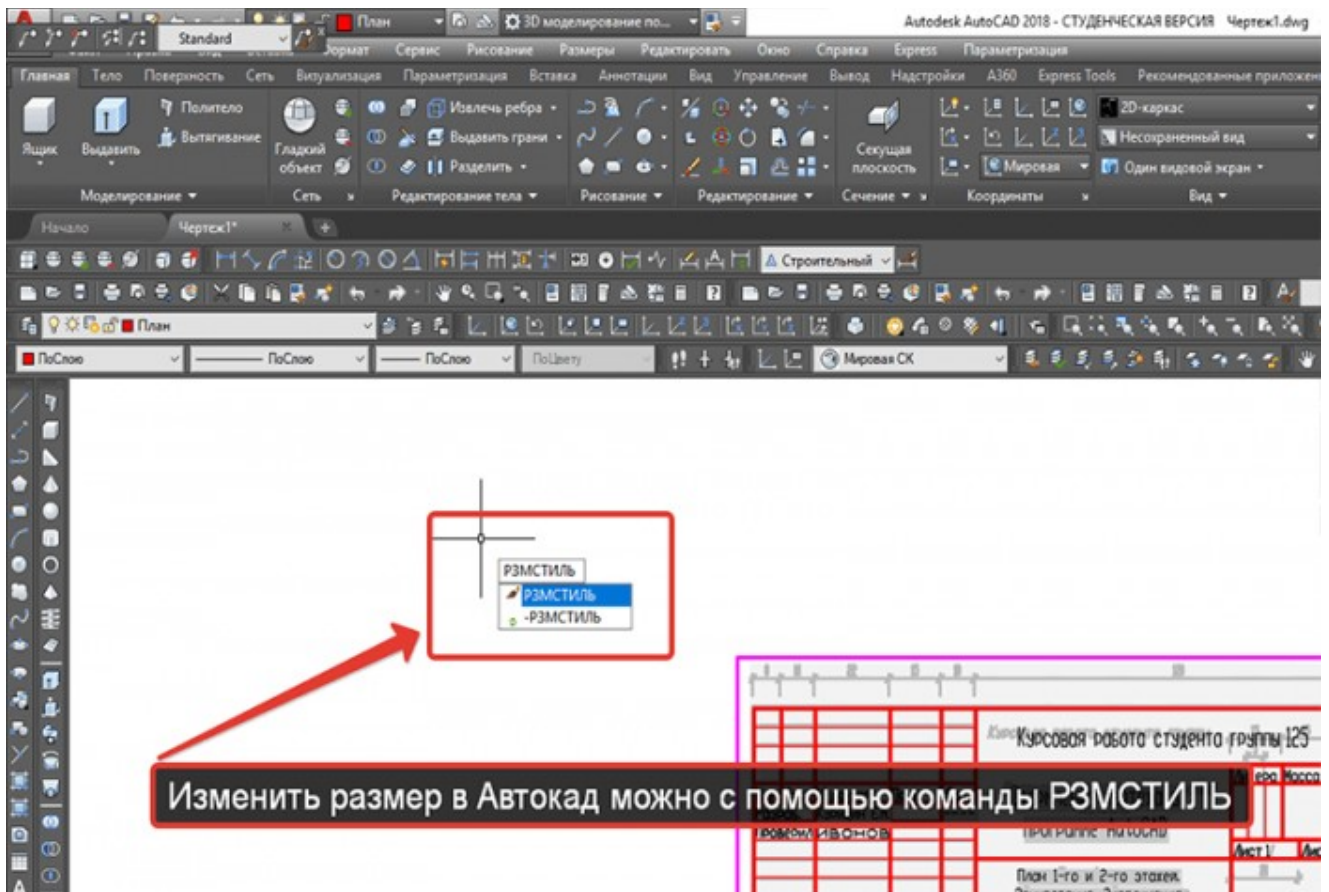 План 3D моделирование по... Autodesk AutoCAD 2018 - СТУДЕНЧЕСКАЯ ВЕРСИЯ Чертеж1.dwg
Standard
Сервис Рисование Размеры Редактировать Окно Справка Express Параметризация
Главная Тело Поверхность Сеть Визуализация Параметризация Вставка Аннотации Вид Управление Вывод Надстройки A360 Express Tools Рекомендованные приложен
Политело Извлечь ребра 2D-каркас
Вытягивание Выдавить грани Несохраненный вид
Ящик Выдавить Гладкий объект Разделить Секущая плоскость Мировая Один видовой экран
Моделирование Сеть Редактирование тела Рисование Редактирование Сечение Координаты Вид
Начало Чертеж1*
Строительный
План
ПоСлою ПоСлою ПоСлою ПоЦвету Мировая СК
РЗМСТИЛЬ
РЗМСТИЛЬ
-РЗМСТИЛЬ
Курсовая работа студента группы 125
Масса
Изменить размер в Автокад можно с помощью команды РЗМСТИЛЬ
Лист 1
План 1-го и 2-го этажей.